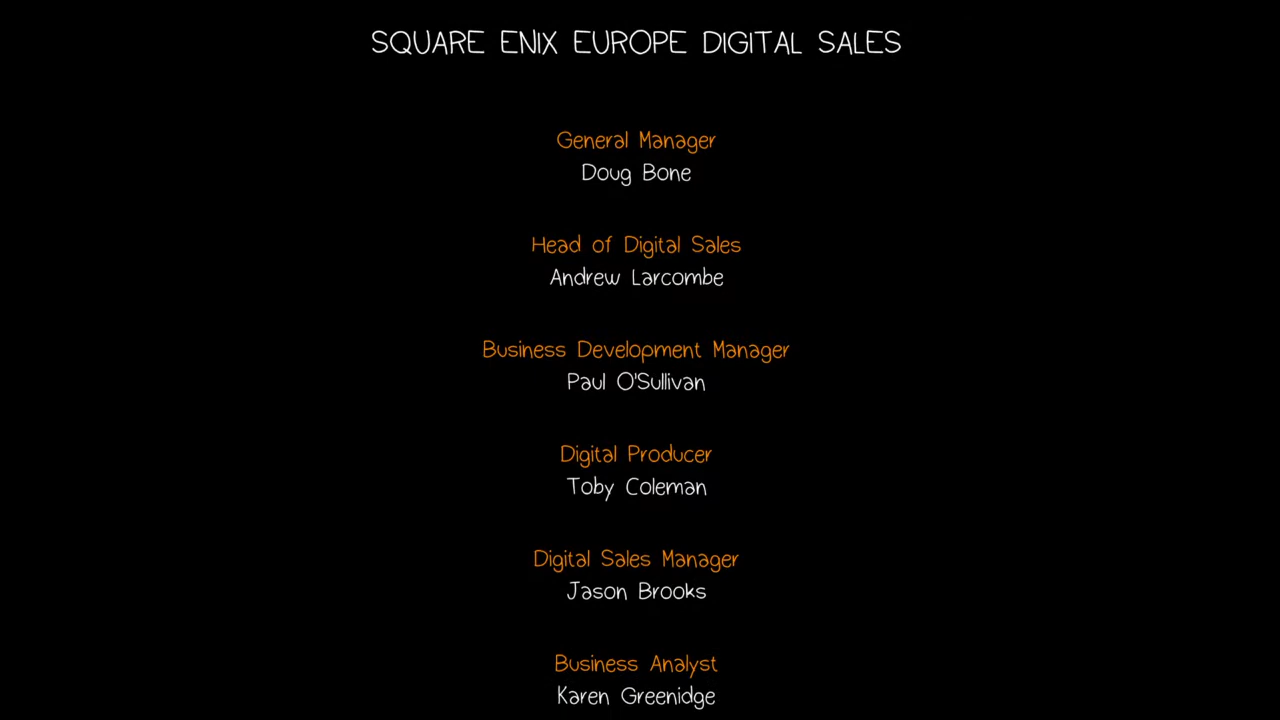 SQUARE ENIX EUROPE DIGITAL SALES
General Manager
Doug Bone
Head of Digital Sales
Andrew Larcombe
Business Development Manager
Paul O'Sullivan
Digital Producer
Toby Coleman
Digital Sales Manager
Jason Brooks
Business Analyst
Karen Greenidge